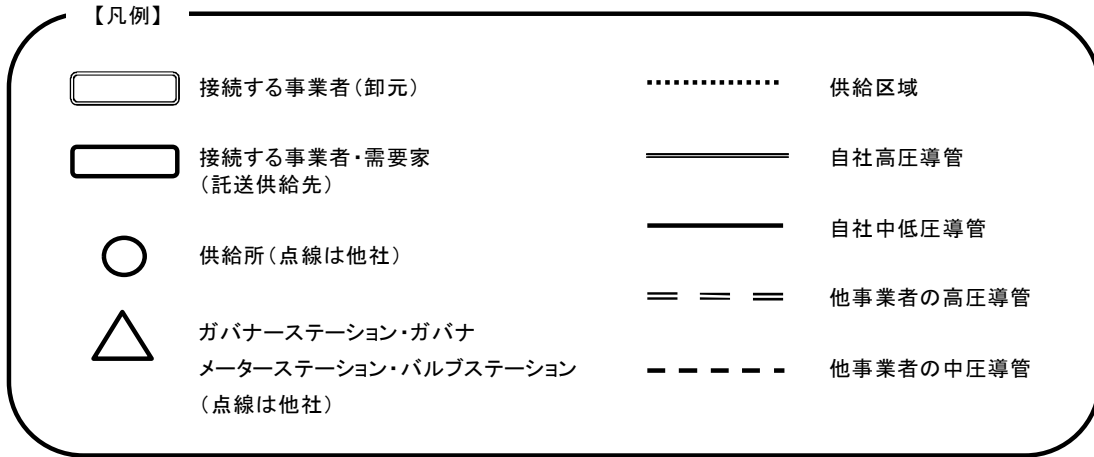 【凡例】
接続する事業者(卸元)
接続する事業者・需要家
(託送供給先)
供給所(点線は他社)
ガバナーステーション・ガバナ
メーターステーション・バルブステーション
(点線は他社)
供給区域
自社高圧導管
自社中低圧導管
他事業者の高圧導管
他事業者の中圧導管